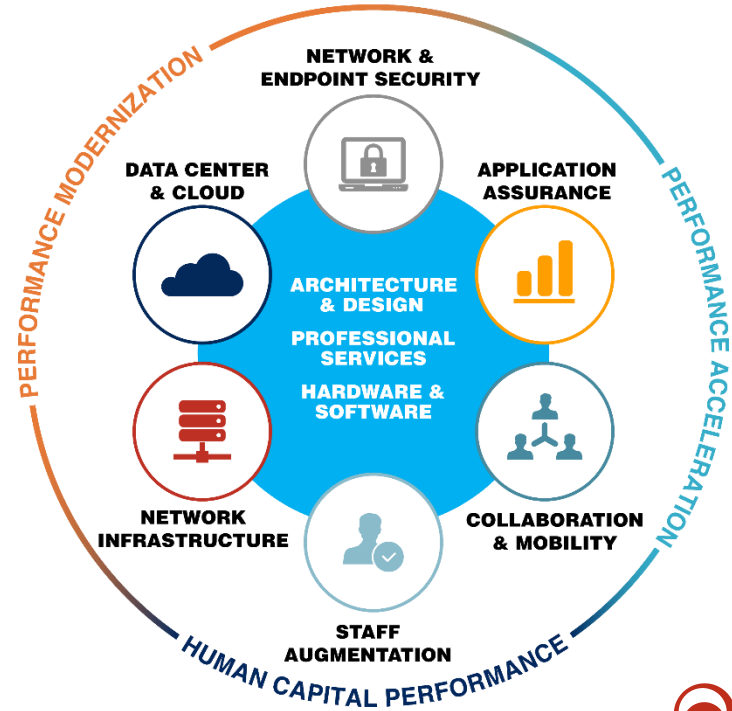 NETWORK &
ENDPOINT SECURITY
PERFORMANCE MODERNIZATION
DATA CENTER
& CLOUD
APPLICATION
ASSURANCE
PERFORMANCE ACCELERATION
ARCHITECTURE
& DESIGN
PROFESSIONAL
SERVICES
HARDWARE &
SOFTWARE
NETWORK
INFRASTRUCTURE
COLLABORATION
& MOBILITY
STAFF
AUGMENTATION
HUMAN CAPITAL PERFORMANCE